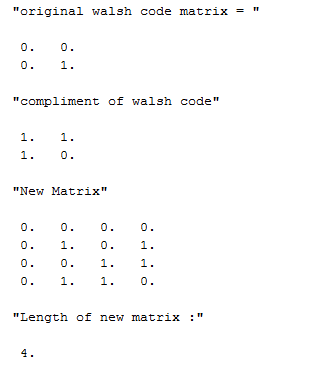 "original walsh code matrix = "
0. 0.
0. 1.
"compliment of walsh code"
1. 1.
1. 0.
"New Matrix"
0. 0. 0. 0.
0. 1. 0. 1.
0. 0. 1. 1.
0. 1. 1. 0.
"Length of new matrix :"
4.